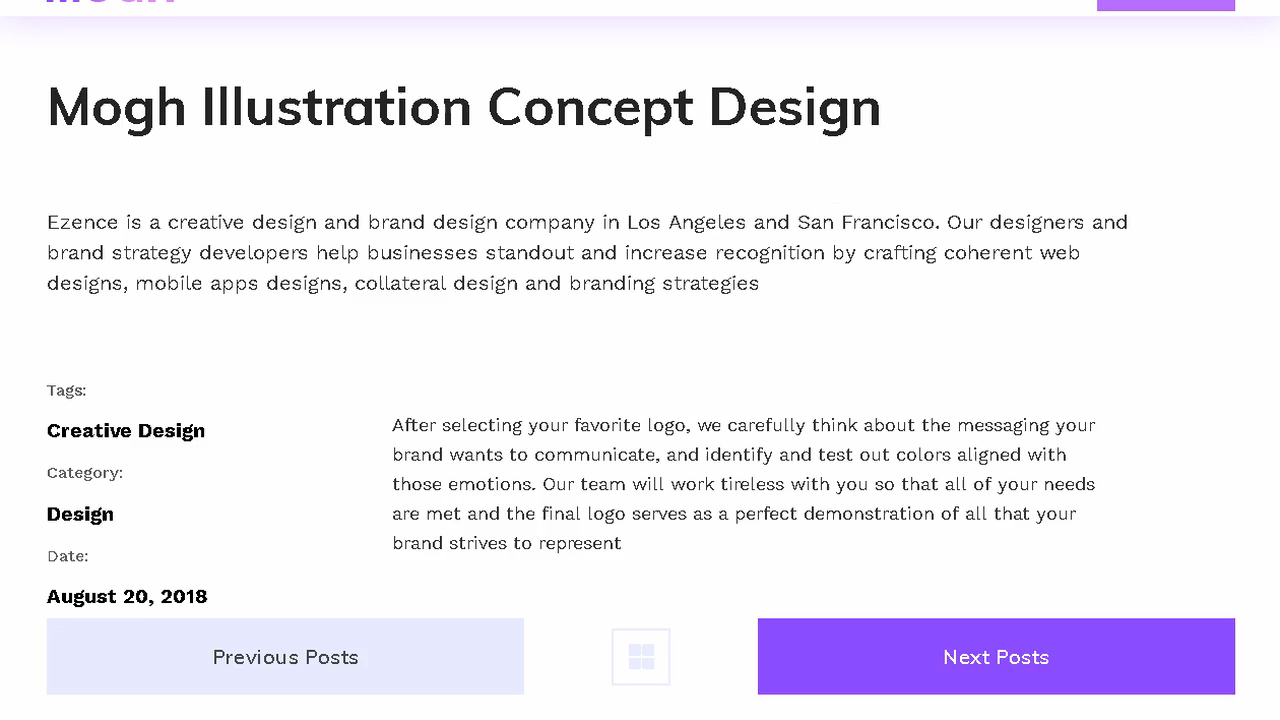 Mogh Illustration Concept Design
Ezence is a creative design and brand design company in Los Angeles and San Francisco. Our designers and
brand strategy developers help businesses standout and increase recognition by crafting coherent web
designs, mobile apps designs, collateral design and branding strategies
Tags:
Creative Design
Category:
Design
Date:
August 20, 2018
After selecting your favorite logo, we carefully think about the messaging your
brand wants to communicate, and identify and test out colors aligned with
those emotions. Our team will work tireless with you so that all of your needs
are met and the final logo serves as a perfect demonstration of all that your
brand strives to represent
Previous Posts
Next Posts